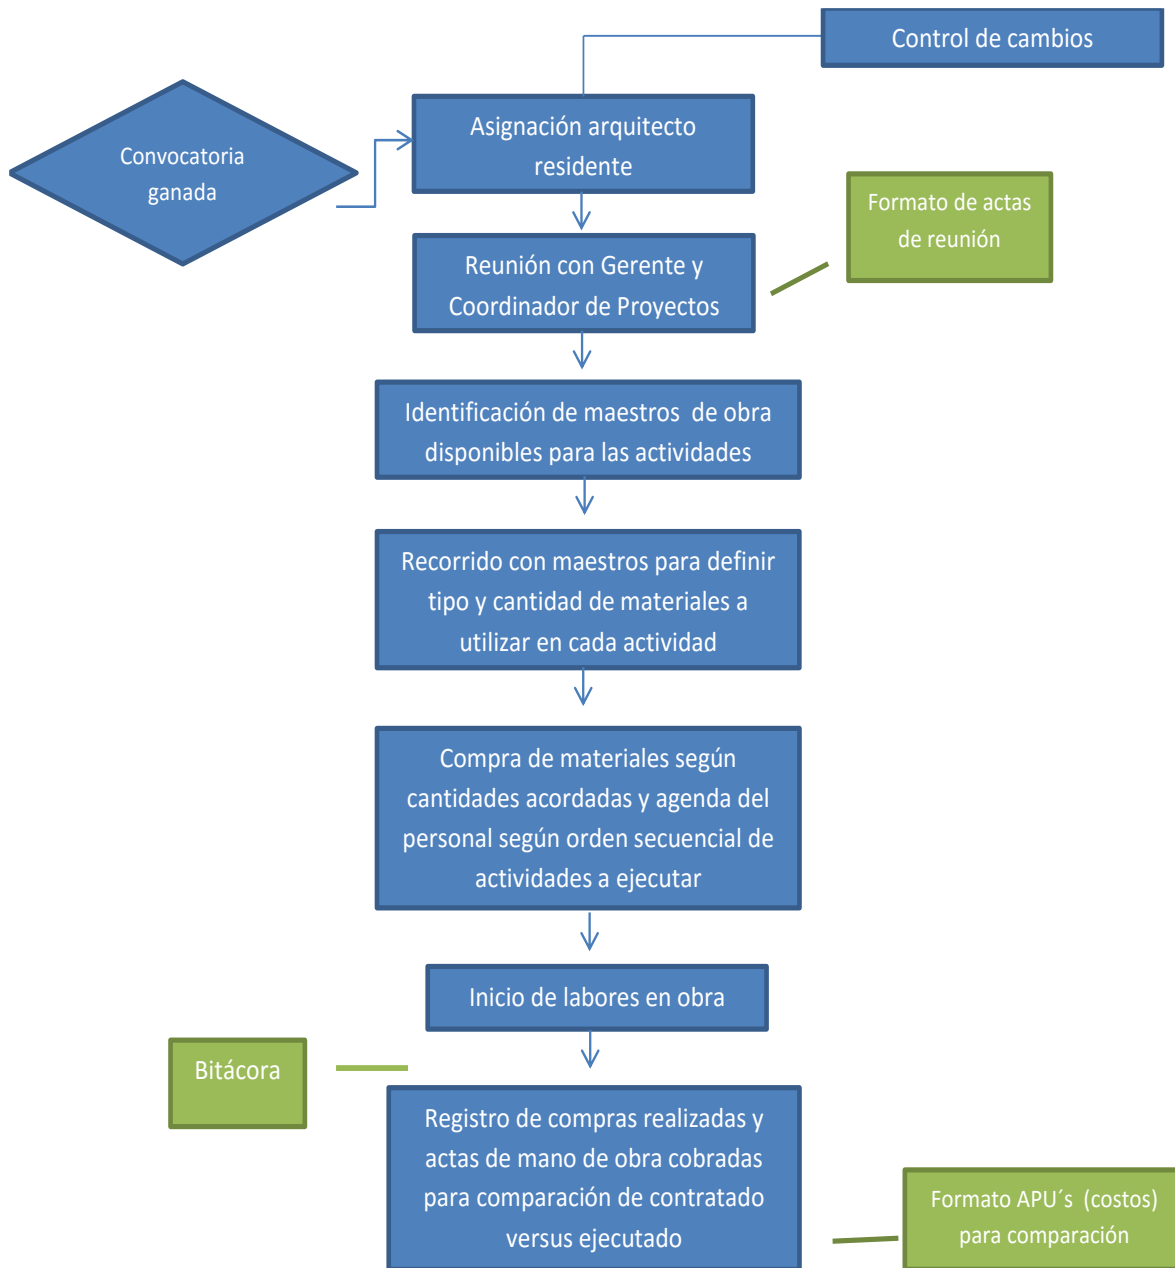 Control de cambios
Convocatoria
ganada
Asignación arquitecto
residente
Formato de actas
de reunión
Reunión con Gerente y
Coordinador de Proyectos
Identificación de maestros  de obra
disponibles para las actividades
Recorrido con maestros para definir
tipo y cantidad de materiales a
utilizar en cada actividad
Compra de materiales según
cantidades acordadas y agenda del
personal según orden secuencial de
actividades a ejecutar
Inicio de labores en obra
Bitácora
Registro de compras realizadas y
actas de mano de obra cobradas
para comparación de contratado
versus ejecutado
Formato APU´s  (costos)
para comparación